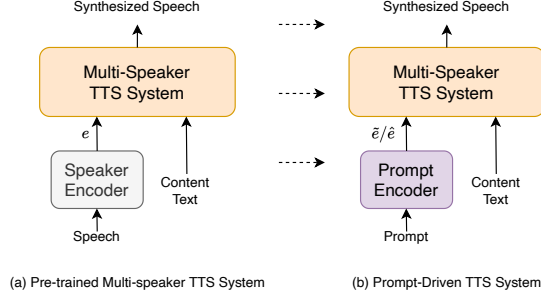 Synthesized Speech
Multi-Speaker
TTS System
e
Speaker
Encoder
Content
Text
Speech
(a) Pre-trained Multi-speaker TTS System
Synthesized Speech
Multi-Speaker
TTS System
ẽ/ê
Prompt
Encoder
Content
Text
Prompt
(b) Prompt-Driven TTS System